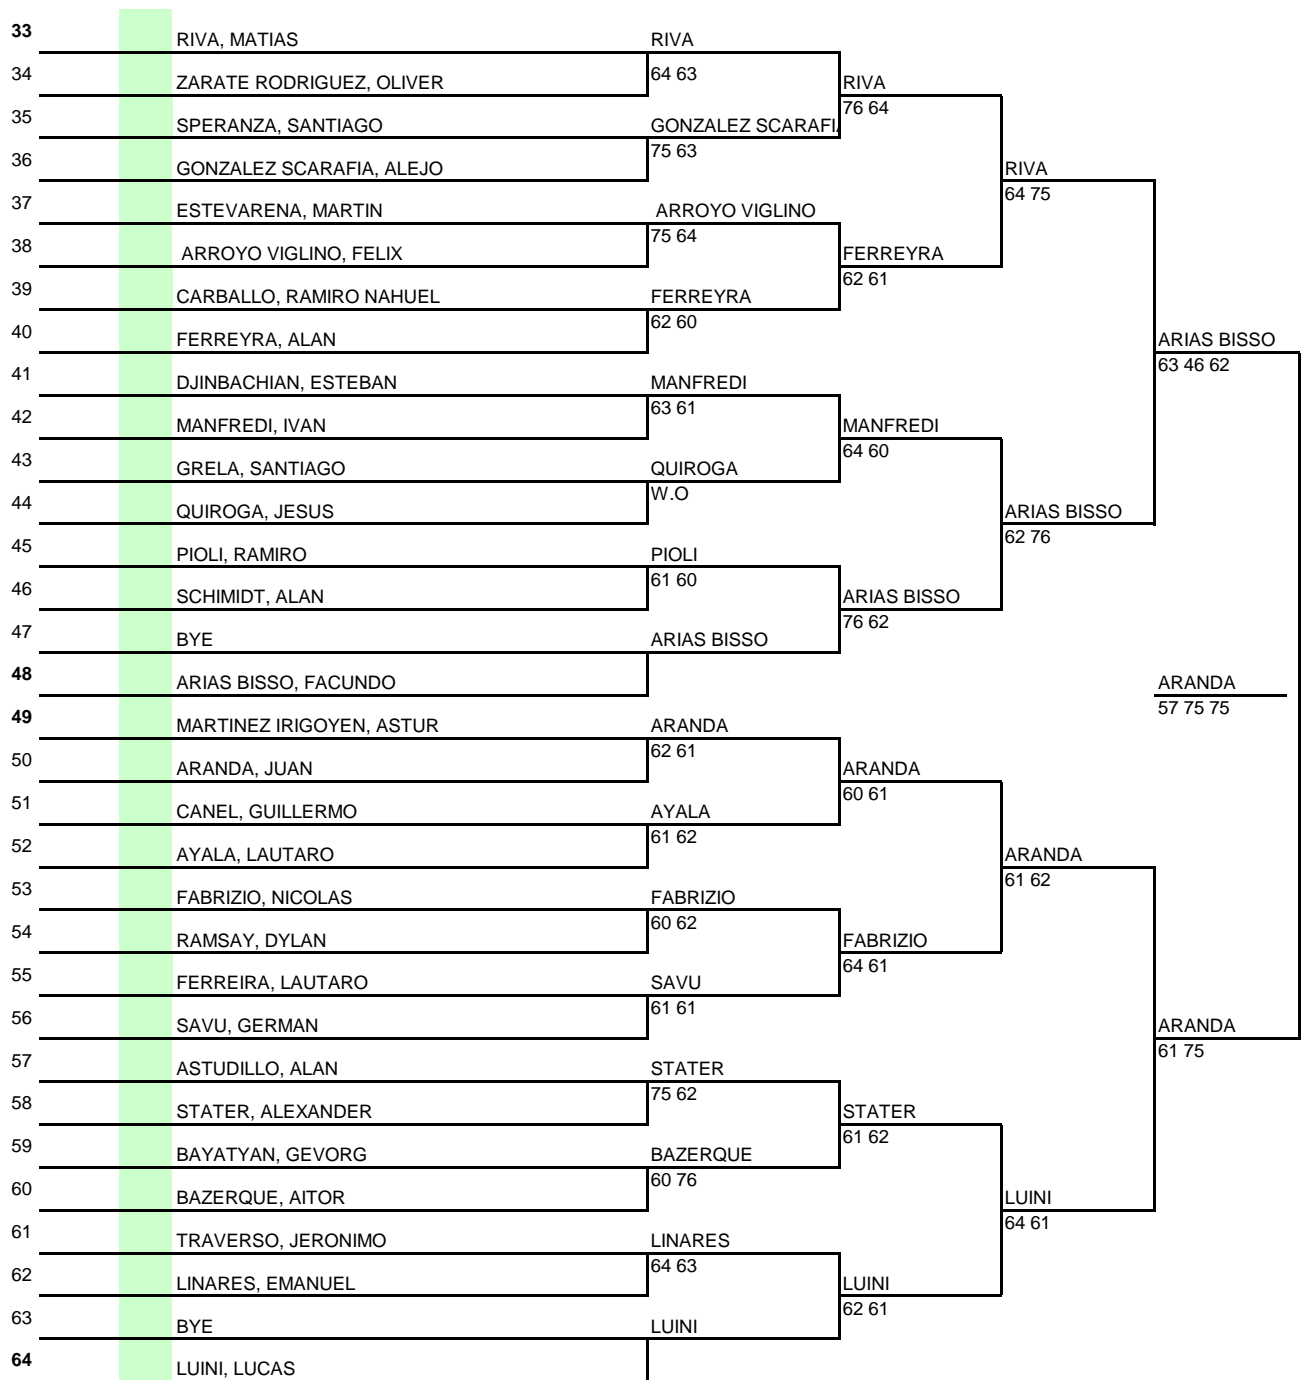 33 RIVA, MATIAS RIVA
34 ZARATE RODRIGUEZ, OLIVER 64 63 RIVA
35 SPERANZA, SANTIAGO GONZALEZ SCARAFIA 76 64
36 GONZALEZ SCARAFIA, ALEJO 75 63 RIVA
37 ESTEVARENA, MARTIN ARROYO VIGLINO 64 75
38 ARROYO VIGLINO, FELIX 75 64 FERREYRA
39 CARBALLO, RAMIRO NAHUEL FERREYRA 62 61
40 FERREYRA, ALAN 62 60 ARIAS BISSO
41 DJINBACHIAN, ESTEBAN MANFREDI 63 46 62
42 MANFREDI, IVAN 63 61 MANFREDI
43 GRELA, SANTIAGO QUIROGA 64 60
44 QUIROGA, JESUS W.O ARIAS BISSO
45 PIOLI, RAMIRO PIOLI 62 76
46 SCHIMIDT, ALAN 61 60 ARIAS BISSO
47 BYE ARIAS BISSO 76 62
48 ARIAS BISSO, FACUNDO ARANDA
49 MARTINEZ IRIGOYEN, ASTUR ARANDA 57 75 75
50 ARANDA, JUAN 62 61 ARANDA
51 CANEL, GUILLERMO AYALA 60 61
52 AYALA, LAUTARO 61 62 ARANDA
53 FABRIZIO, NICOLAS FABRIZIO 61 62
54 RAMSAY, DYLAN 60 62 FABRIZIO
55 FERREIRA, LAUTARO SAVU 64 61
56 SAVU, GERMAN 61 61 ARANDA
57 ASTUDILLO, ALAN STATER 61 75
58 STATER, ALEXANDER 75 62 STATER
59 BAYATYAN, GEVORG BAZERQUE 61 62
60 BAZERQUE, AITOR 60 76 LUINI
61 TRAVERSO, JERONIMO LINARES 64 61
62 LINARES, EMANUEL 64 63 LUINI
63 BYE LUINI 62 61
64 LUINI, LUCAS